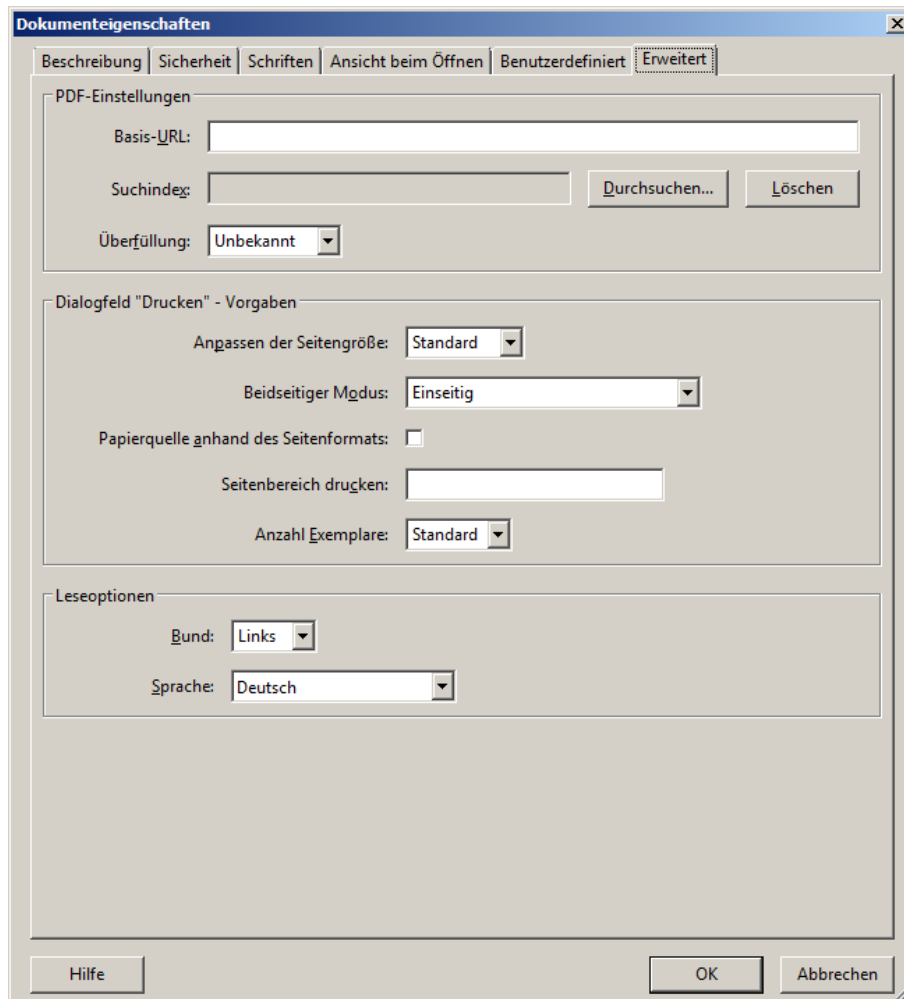 Dokumenteigenschaften
Beschreibung Sicherheit Schriften Ansicht beim Öffnen Benutzerdefiniert Erweitert
PDF-Einstellungen
Basis-URL:
Suchindex: Durchsuchen... Löschen
Überfüllung: Unbekannt
Dialogfeld "Drucken" - Vorgaben
Anpassen der Seitengröße: Standard
Beidseitiger Modus: Einseitig
Papierquelle anhand des Seitenformats:
Seitenbereich drucken:
Anzahl Exemplare: Standard
Leseoptionen
Bund: Links
Sprache: Deutsch
Hilfe OK Abbrechen